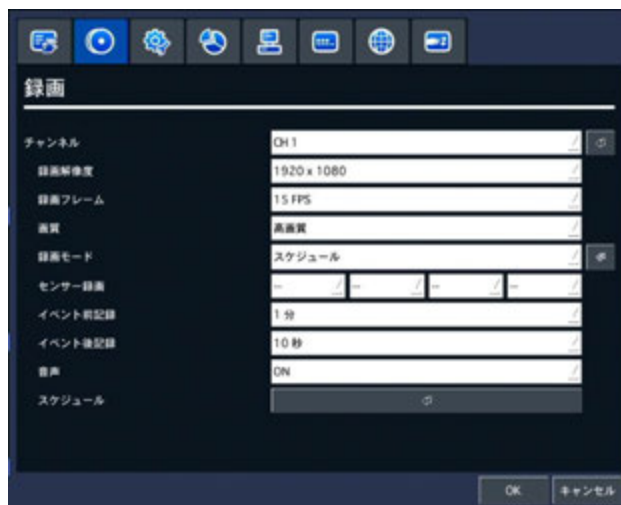 録画
チャンネル CH 1
録画解像度 1920 x 1080
録画フレーム 15 FPS
画質 高画質
録画モード スケジュール
センサー録画 -- -- -- --
イベント前記録 1 分
イベント後記録 10 秒
音声 ON
スケジュール
OK キャンセル